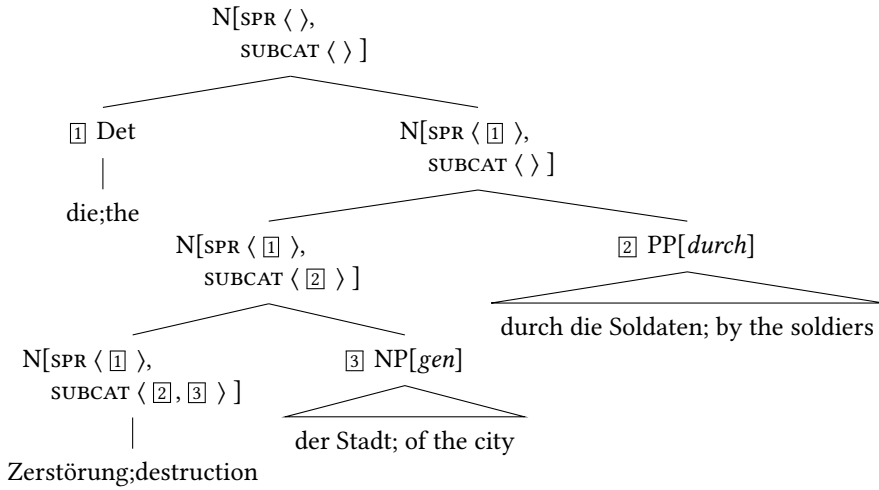 N[SPR ⟨ ⟩,
SUBCAT ⟨ ⟩ ]
1 Det
N[SPR ⟨ 1 ⟩,
SUBCAT ⟨ ⟩ ]
die;the
N[SPR ⟨ 1 ⟩,
SUBCAT ⟨ 2 ⟩ ]
2 PP[durch]
durch die Soldaten; by the soldiers
N[SPR ⟨ 1 ⟩,
SUBCAT ⟨ 2 , 3 ⟩ ]
3 NP[gen]
der Stadt; of the city
Zerstörung;destruction